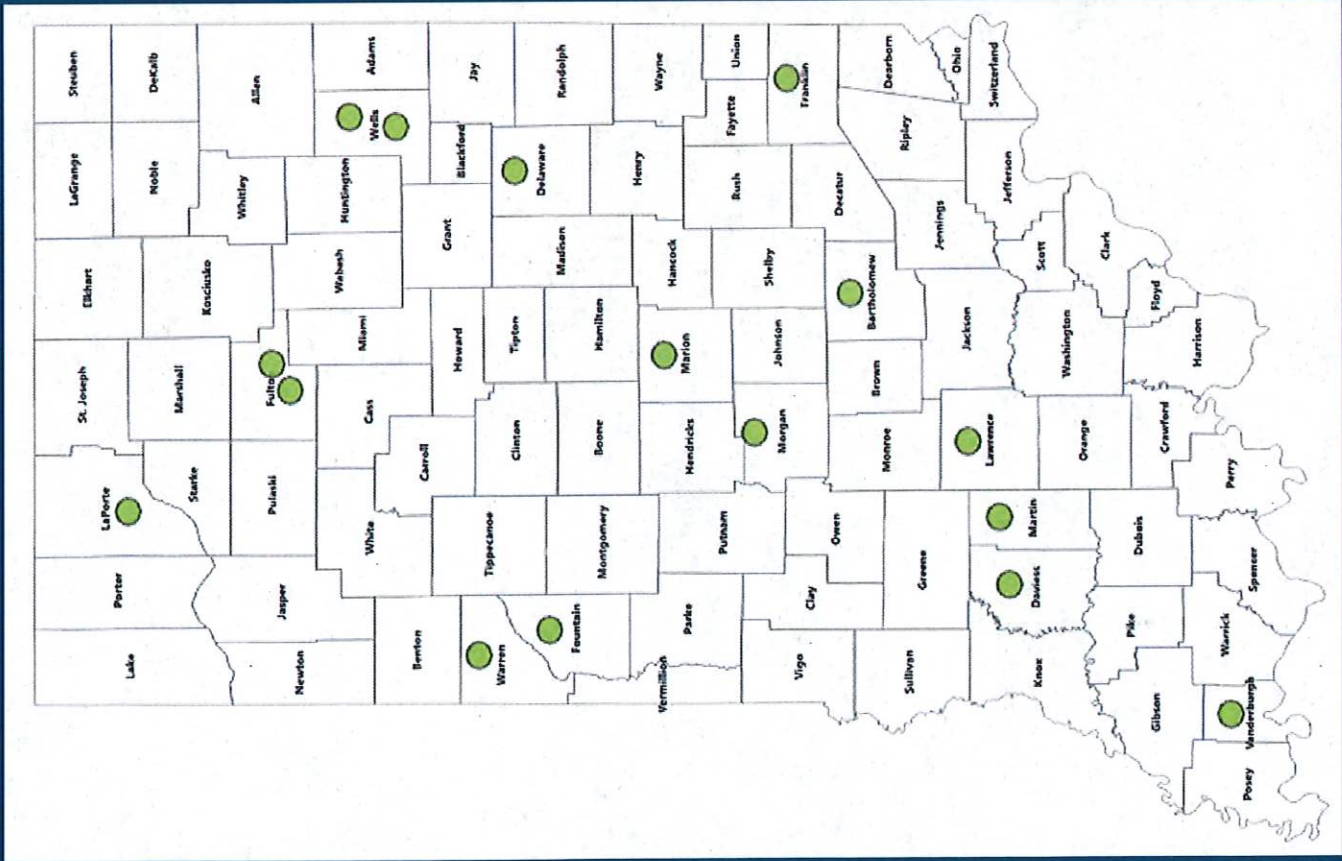 LaPorte
St. Joseph
Elkhart
LaGrange
Steuben
Lake
Porter
Starke
Marshall
Kosciusko
Noble
DeKalb
Newton
Jasper
Pulaski
Fulto
Whitley
Allen
White
Cass
Miami
Wabash
Huntington
Wells
Adams
Benton
Carroll
Howard
Grant
Blackford
Jay
Warren
Tippecanoe
Clinton
Tipton
Madison
Delaware
Randolph
Fountain
Montgomery
Boone
Hamilton
Henry
Wayne
Vermillion
Parke
Putnam
Hendricks
Marion
Hancock
Rush
Fayette
Union
Vigo
Clay
Owen
Morgan
Johnson
Shelby
Decatur
Franklin
Sullivan
Greene
Monroe
Brown
Bartholomew
Jennings
Ripley
Dearborn
Ohio
Knox
Daviess
Martin
Lawrence
Jackson
Scott
Jefferson
Switzerland
Gibson
Pike
Dubois
Orange
Washington
Clark
Floyd
Posey
Vanderburgh
Warrick
Spencer
Perry
Crawford
Harrison